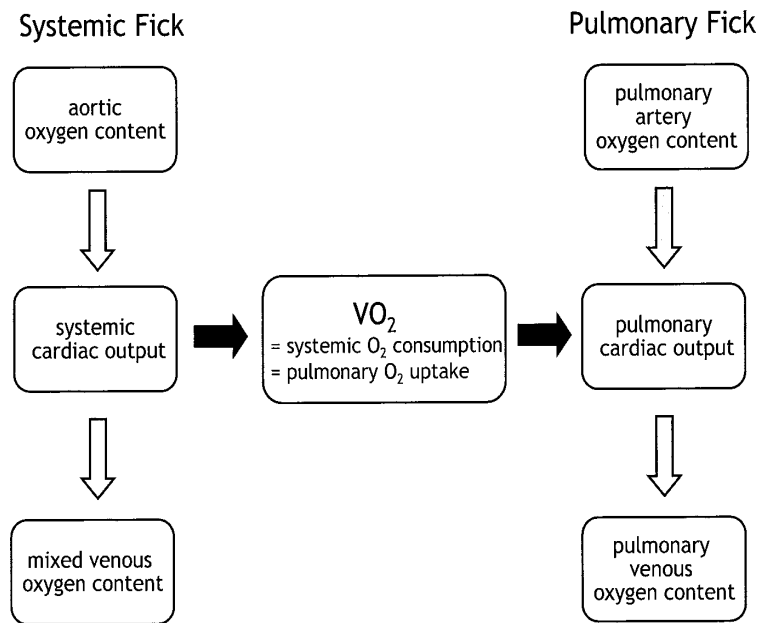 Systemic Fick
Pulmonary Fick
aortic
oxygen content
pulmonary
artery
oxygen content
systemic
cardiac output
VO₂
= systemic O₂ consumption
= pulmonary O₂ uptake
pulmonary
cardiac output
mixed venous
oxygen content
pulmonary
venous
oxygen content